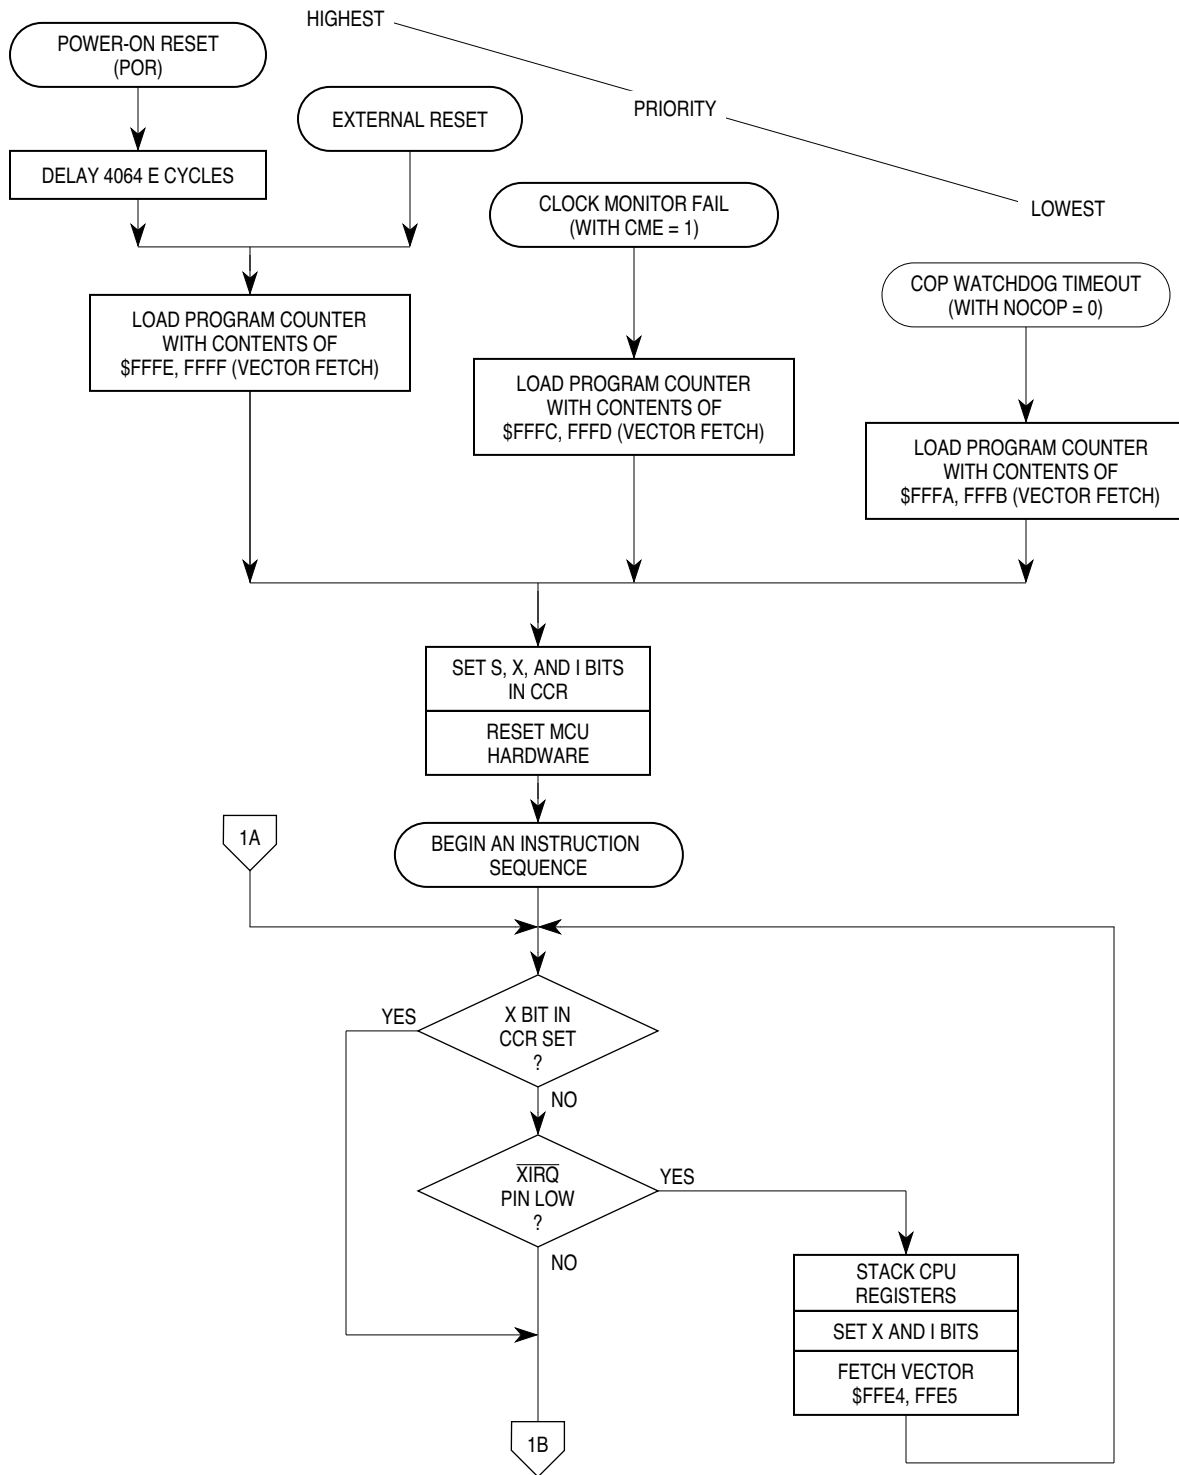 HIGHEST
POWER-ON RESET
(POR)
PRIORITY
EXTERNAL RESET
DELAY 4064 E CYCLES
CLOCK MONITOR FAIL
(WITH CME = 1)
LOWEST
COP WATCHDOG TIMEOUT
(WITH NOCOP = 0)
LOAD PROGRAM COUNTER
WITH CONTENTS OF
$FFFE, FFFF (VECTOR FETCH)
LOAD PROGRAM COUNTER
WITH CONTENTS OF
$FFFC, FFFD (VECTOR FETCH)
LOAD PROGRAM COUNTER
WITH CONTENTS OF
$FFFA, FFFB (VECTOR FETCH)
SET S, X, AND I BITS
IN CCR
RESET MCU
HARDWARE
1A
BEGIN AN INSTRUCTION
SEQUENCE
YES
X BIT IN
CCR SET
?
NO
XIRQ
PIN LOW
?
YES
NO
STACK CPU
REGISTERS
SET X AND I BITS
FETCH VECTOR
$FFE4, FFE5
1B